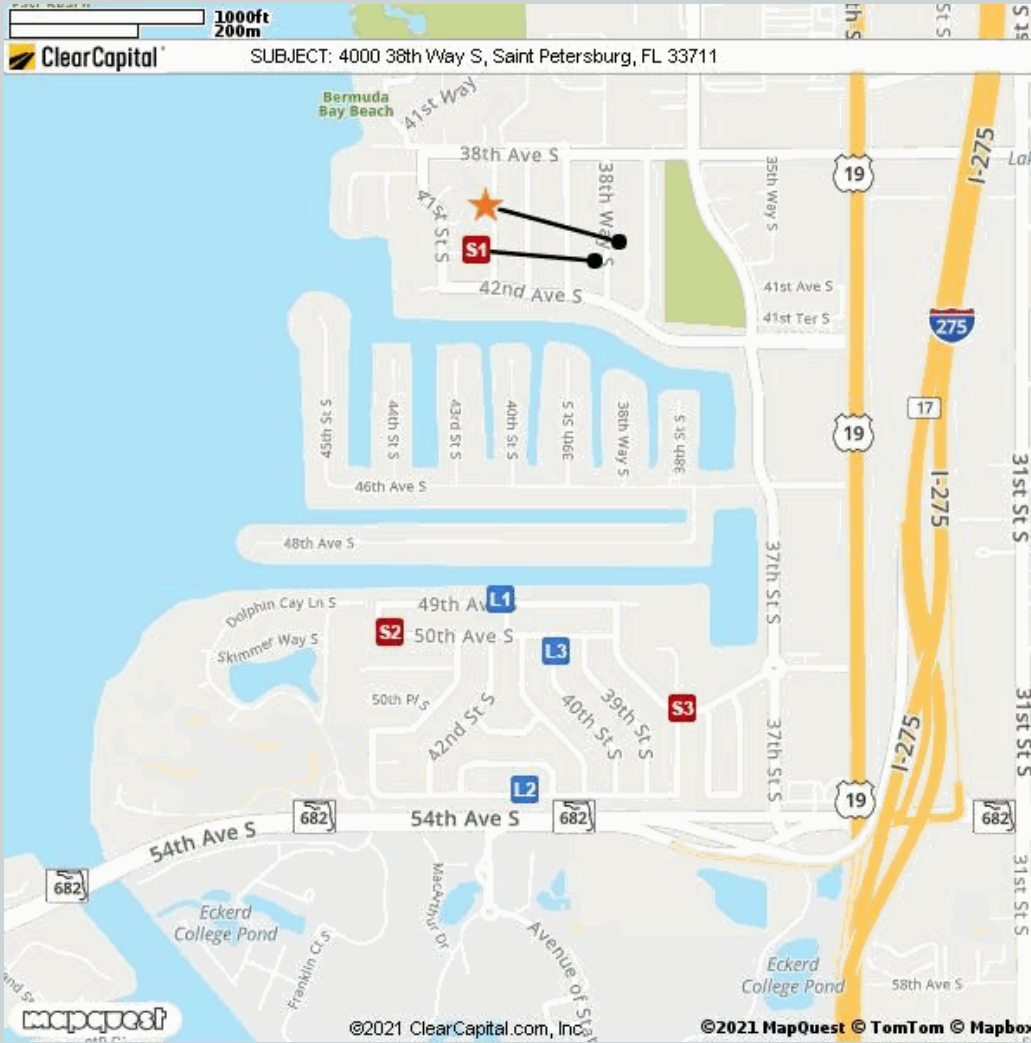 1000ft
200m
ClearCapital
SUBJECT: 4000 38th Way S, Saint Petersburg, FL 33711
Bermuda
Bay Beach
41st Way
38th Ave S
19
I-275
35th Way S
38th Way S
41st St S
S1
42nd Ave S
41st Ave S
41st Ter S
275
17
45th St S
44th St S
43rd St S
40th St S
39th St S
38th Way S
38th St S
19
I-275
31st St S
46th Ave S
48th Ave S
37th St S
Dolphin Cay Ln S
49th Av
L1
S2
50th Ave S
Skimmer Way S
L3
50th Pl S
42nd St S
40th St S
39th St S
S3
37th St S
I-275
31st St S
L2
19
682
54th Ave S
682
682
54th Ave S
682
31st St S
Eckerd
College Pond
MacArthur Dr
Franklin Ct S
Avenue of
Eckerd
College Pond
58th Ave S
mapquest
©2021 ClearCapital.com, Inc.
©2021 MapQuest © TomTom © Mapbox